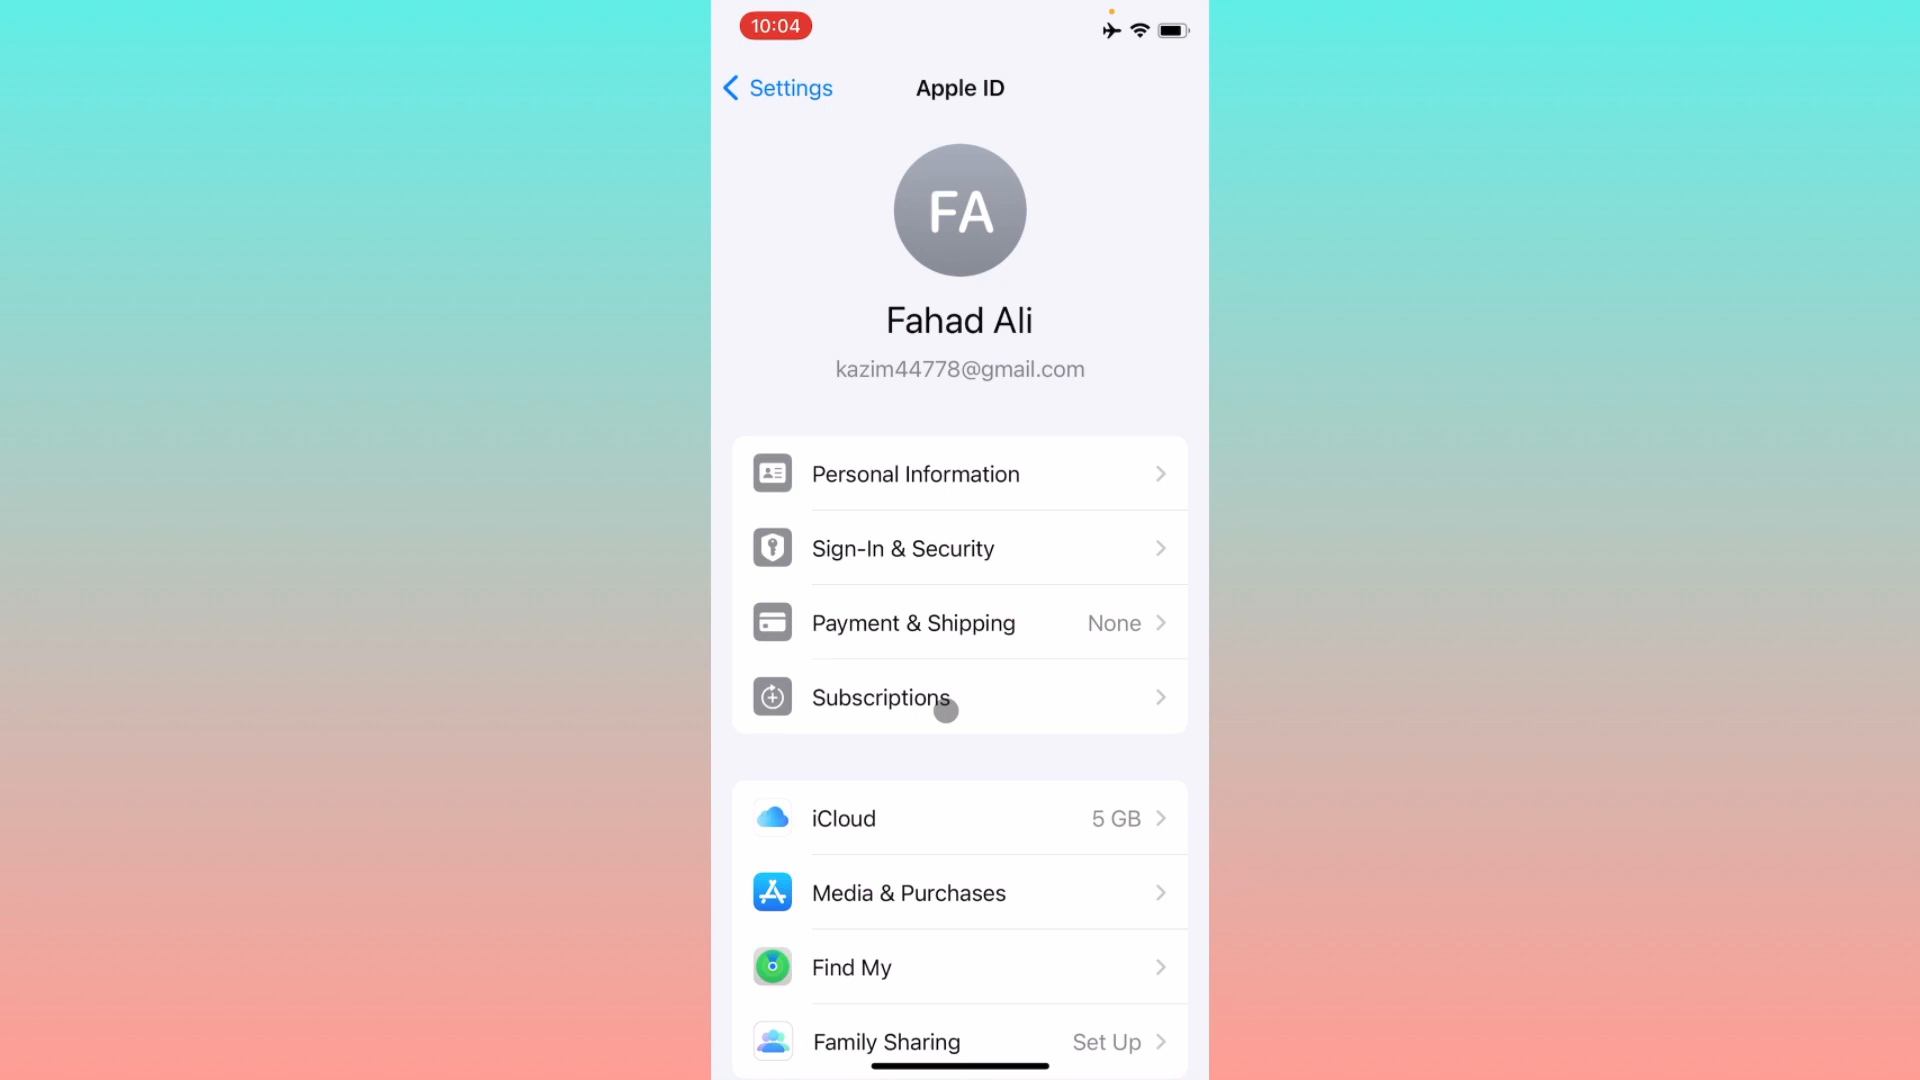 10:04
Settings
Apple ID
FA
Fahad Ali
kazim44778@gmail.com
Personal Information
Sign-In & Security
Payment & Shipping None
Subscriptions
iCloud 5 GB
Media & Purchases
Find My
Family Sharing Set Up